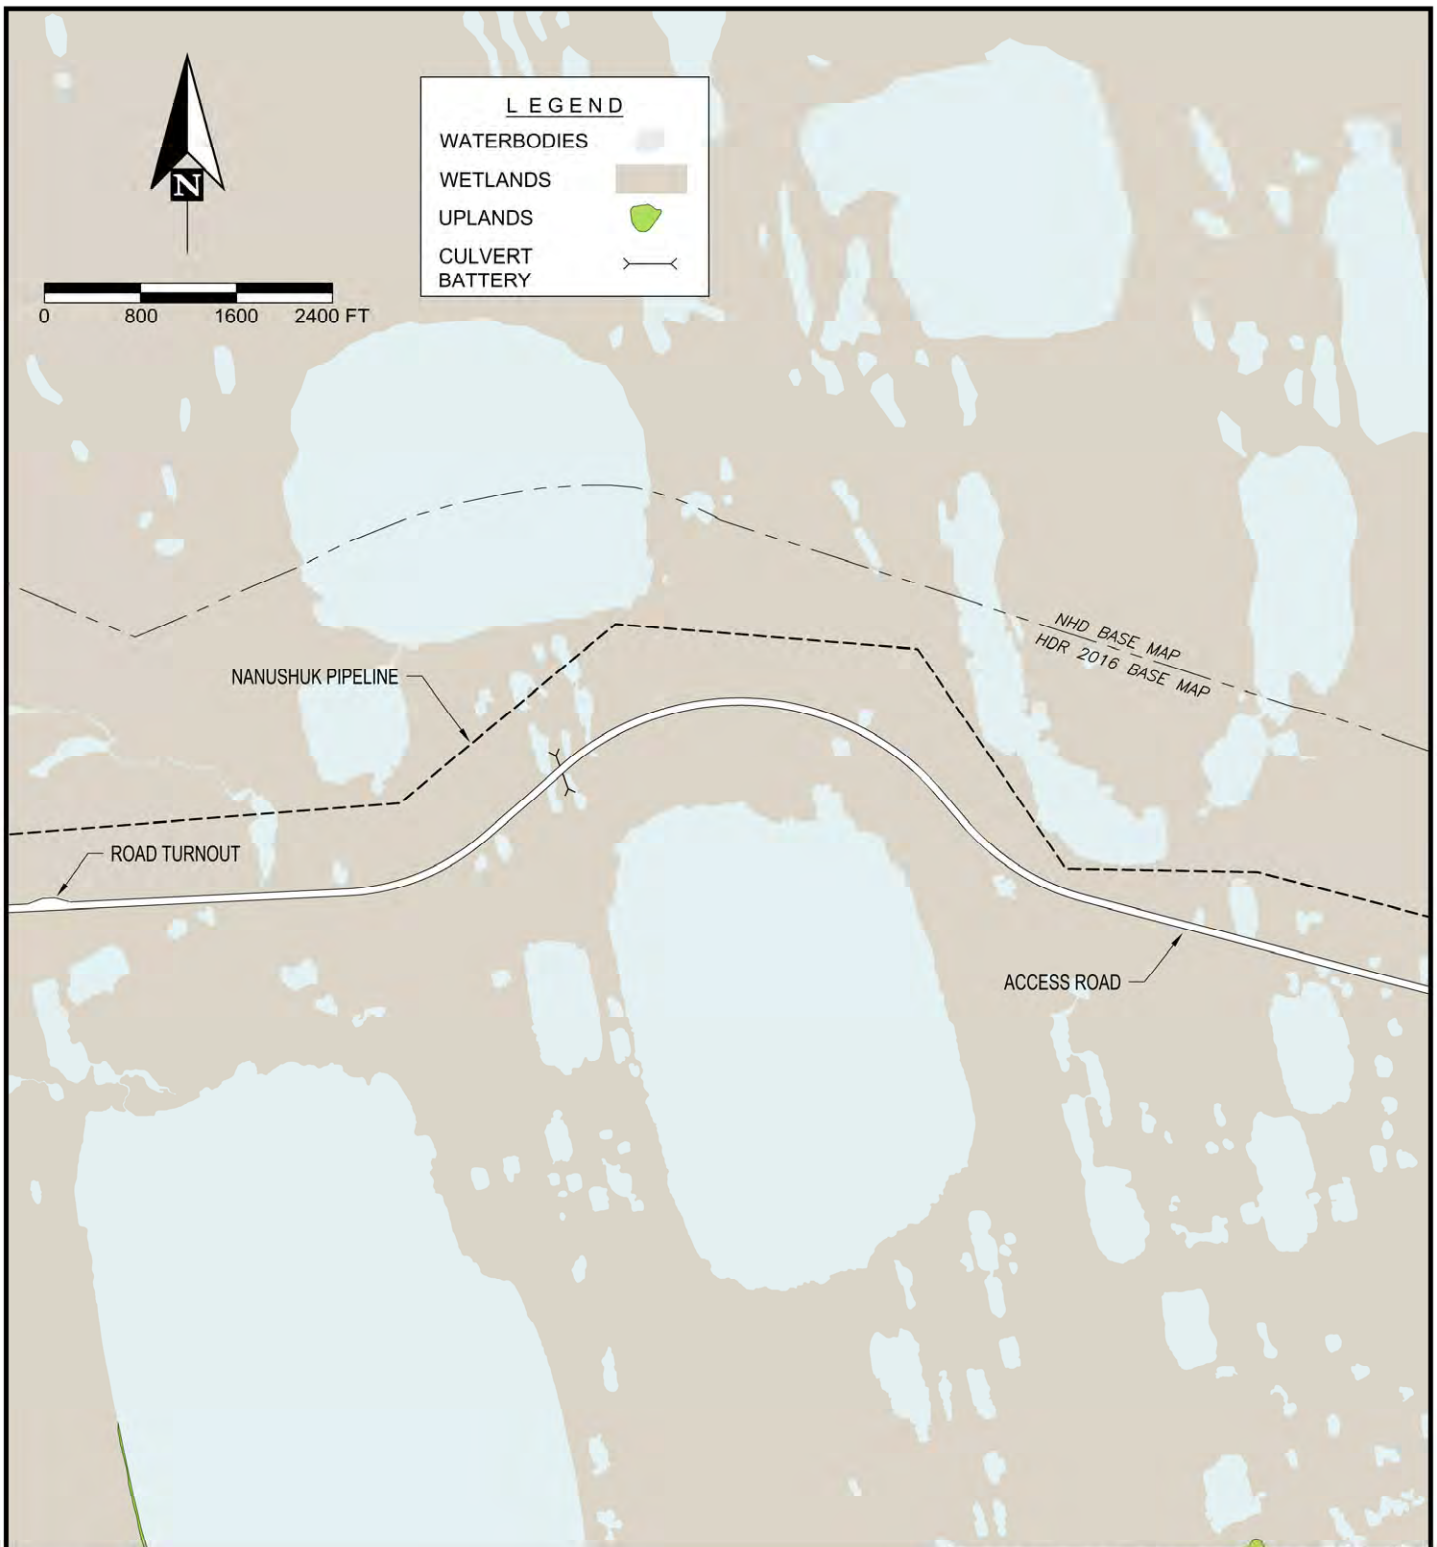 L E G E N D
WATERBODIES
WETLANDS
UPLANDS
CULVERT
BATTERY
N
0 800 1600 2400 FT
NHD BASE MAP
HDR 2016 BASE MAP
NANUSHUK PIPELINE
ROAD TURNOUT
ACCESS ROAD